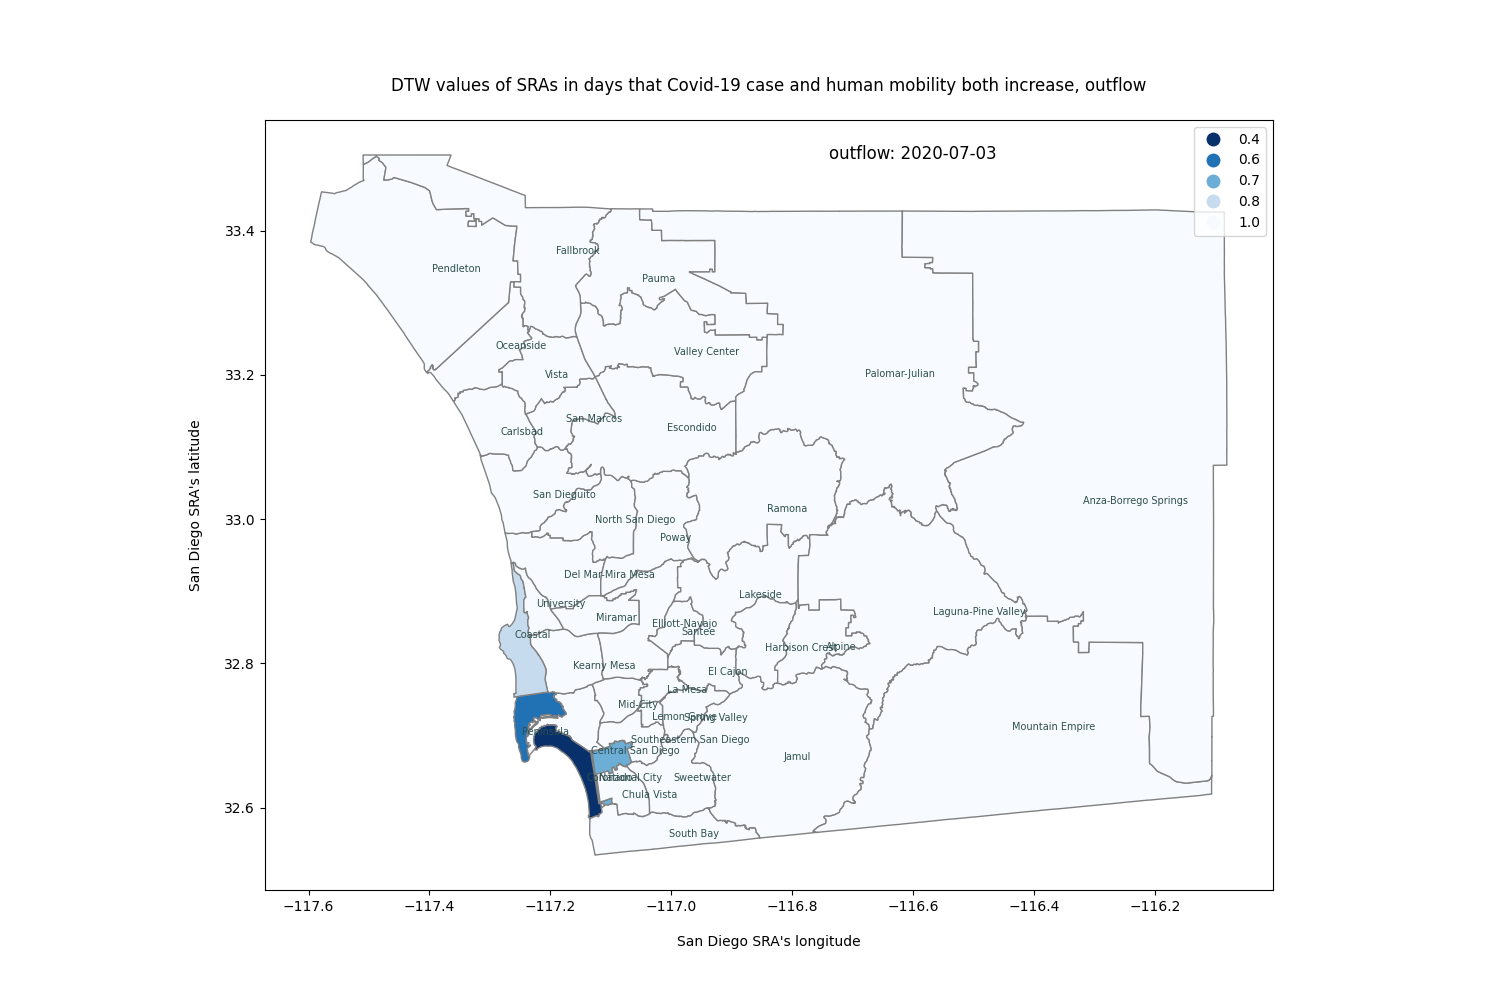 DTW values of SRAs in days that Covid-19 case and human mobility both increase, outflow
outflow: 2020-07-03
0.4
0.6
0.7
0.8
1.0
33.4
33.2
33.0
32.8
32.6
San Diego SRA's latitude
Fallbrook
Pendleton
Pauma
Oceanside
Valley Center
Vista
Palomar-Julian
San Marcos
Carlsbad
Escondido
San Dieguito
Anza-Borrego Springs
Ramona
North San Diego
Poway
Del Mar-Mira Mesa
Lakeside
University
Laguna-Pine Valley
Miramar
Elliott-Navajo
Santee
Coastal
Harbison Crest
Alpine
Kearny Mesa
El Cajon
La Mesa
Mid-City
Lemon Grove
Spring Valley
Mountain Empire
Peninsula
Southeastern San Diego
Central San Diego
Jamul
Coronado
National City
Sweetwater
Chula Vista
South Bay
−117.6
−117.4
−117.2
−117.0
−116.8
−116.6
−116.4
−116.2
San Diego SRA's longitude